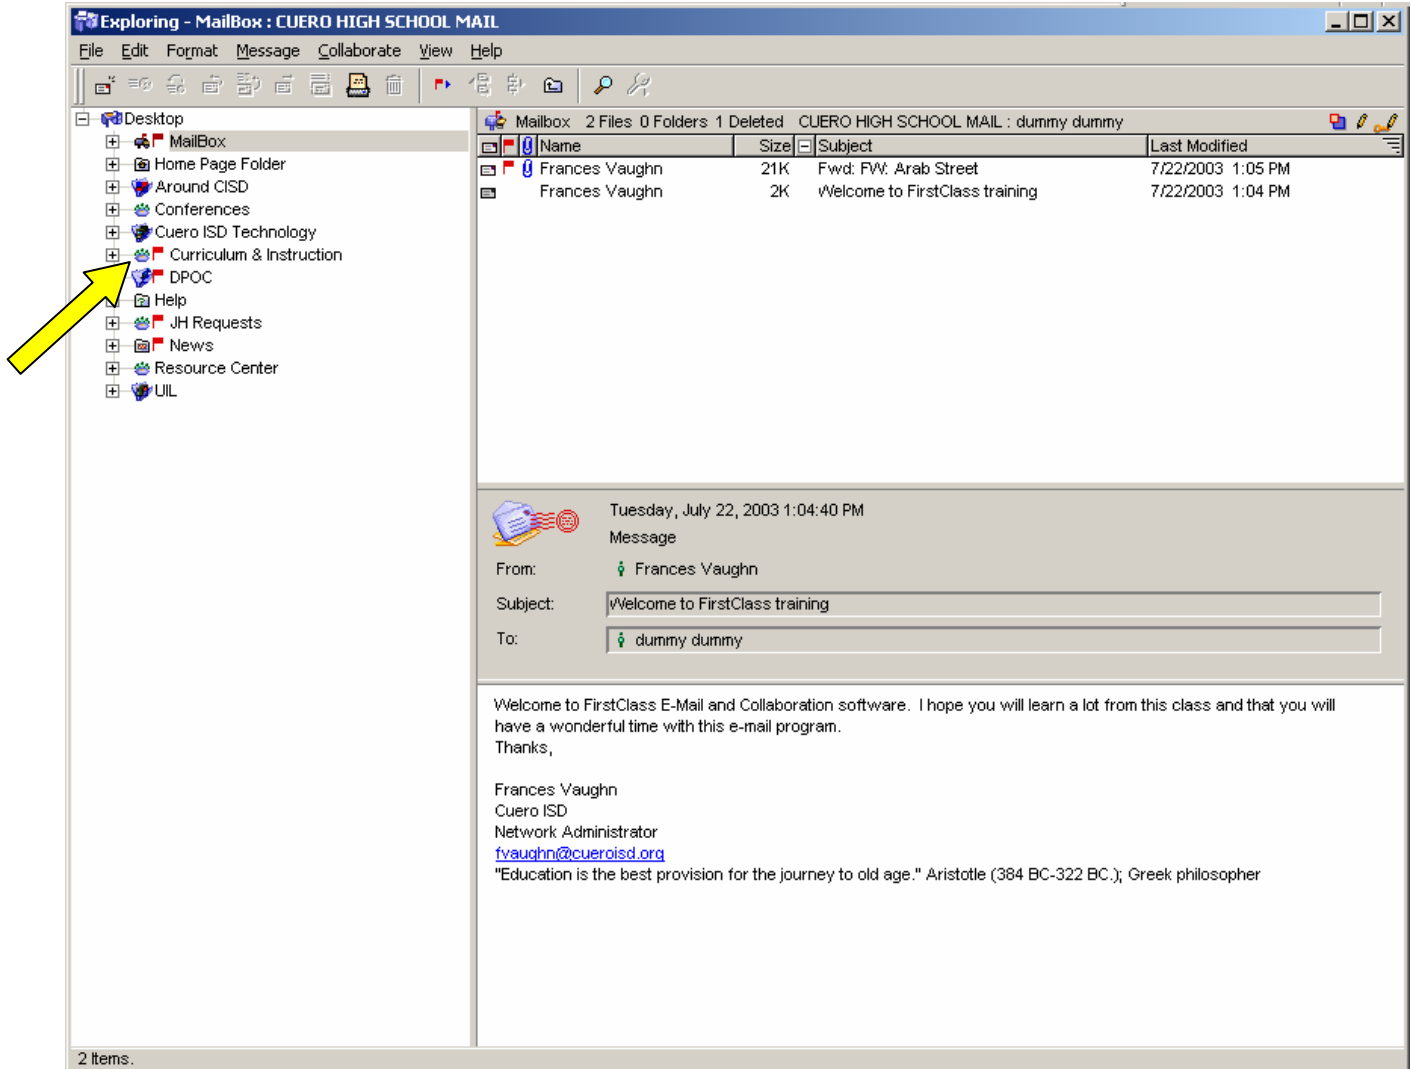 Exploring - MailBox : CUERO HIGH SCHOOL MAIL
File Edit Format Message Collaborate View Help
Desktop
MailBox
Home Page Folder
Around CISD
Conferences
Cuero ISD Technology
Curriculum & Instruction
DPOC
Help
JH Requests
News
Resource Center
UIL
Mailbox 2 Files 0 Folders 1 Deleted CUERO HIGH SCHOOL MAIL : dummy dummy
Name Size Subject Last Modified
Frances Vaughn 21K Fwd: FW: Arab Street 7/22/2003 1:05 PM
Frances Vaughn 2K Welcome to FirstClass training 7/22/2003 1:04 PM
Tuesday, July 22, 2003 1:04:40 PM
Message
From: Frances Vaughn
Subject: Welcome to FirstClass training
To: dummy dummy
Welcome to FirstClass E-Mail and Collaboration software. I hope you will learn a lot from this class and that you will
have a wonderful time with this e-mail program.
Thanks,
Frances Vaughn
Cuero ISD
Network Administrator
fvaughn@cueroisd.org
"Education is the best provision for the journey to old age." Aristotle (384 BC-322 BC.); Greek philosopher
2 Items.